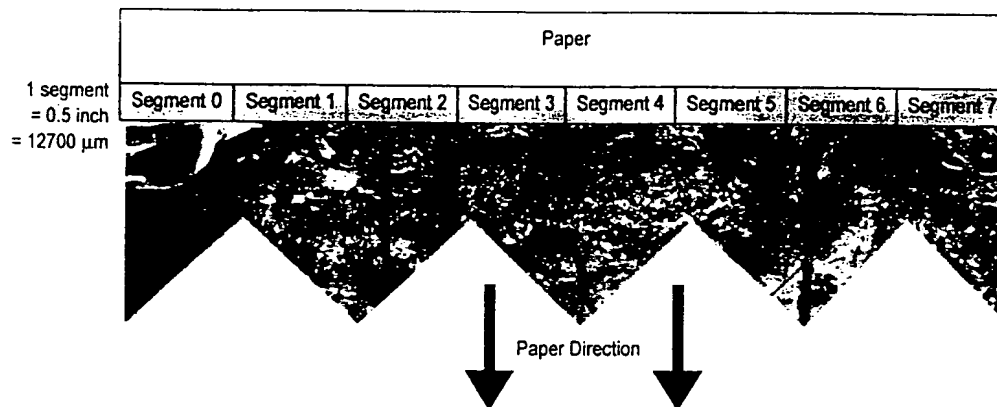 Paper
1 segment
= 0.5 inch
= 12700 µm
Segment 0 Segment 1 Segment 2 Segment 3 Segment 4 Segment 5 Segment 6 Segment 7
Paper Direction